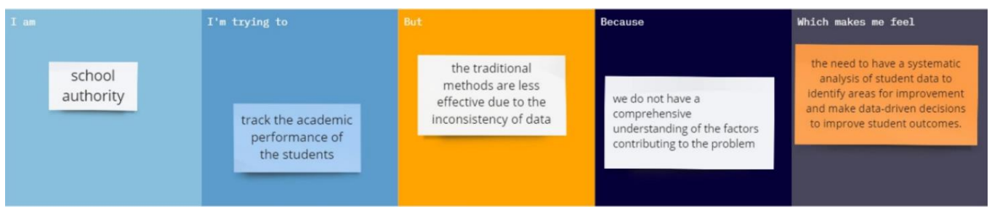 I am
school
authority
I'm trying to
track the academic
performance of
the students
But
the traditional
methods are less
effective due to the
inconsistency of data
Because
we do not have a
comprehensive
understanding of the factors
contributing to the problem
Which makes me feel
the need to have a systematic
analysis of student data to
identify areas for improvement
and make data-driven decisions
to improve student outcomes.